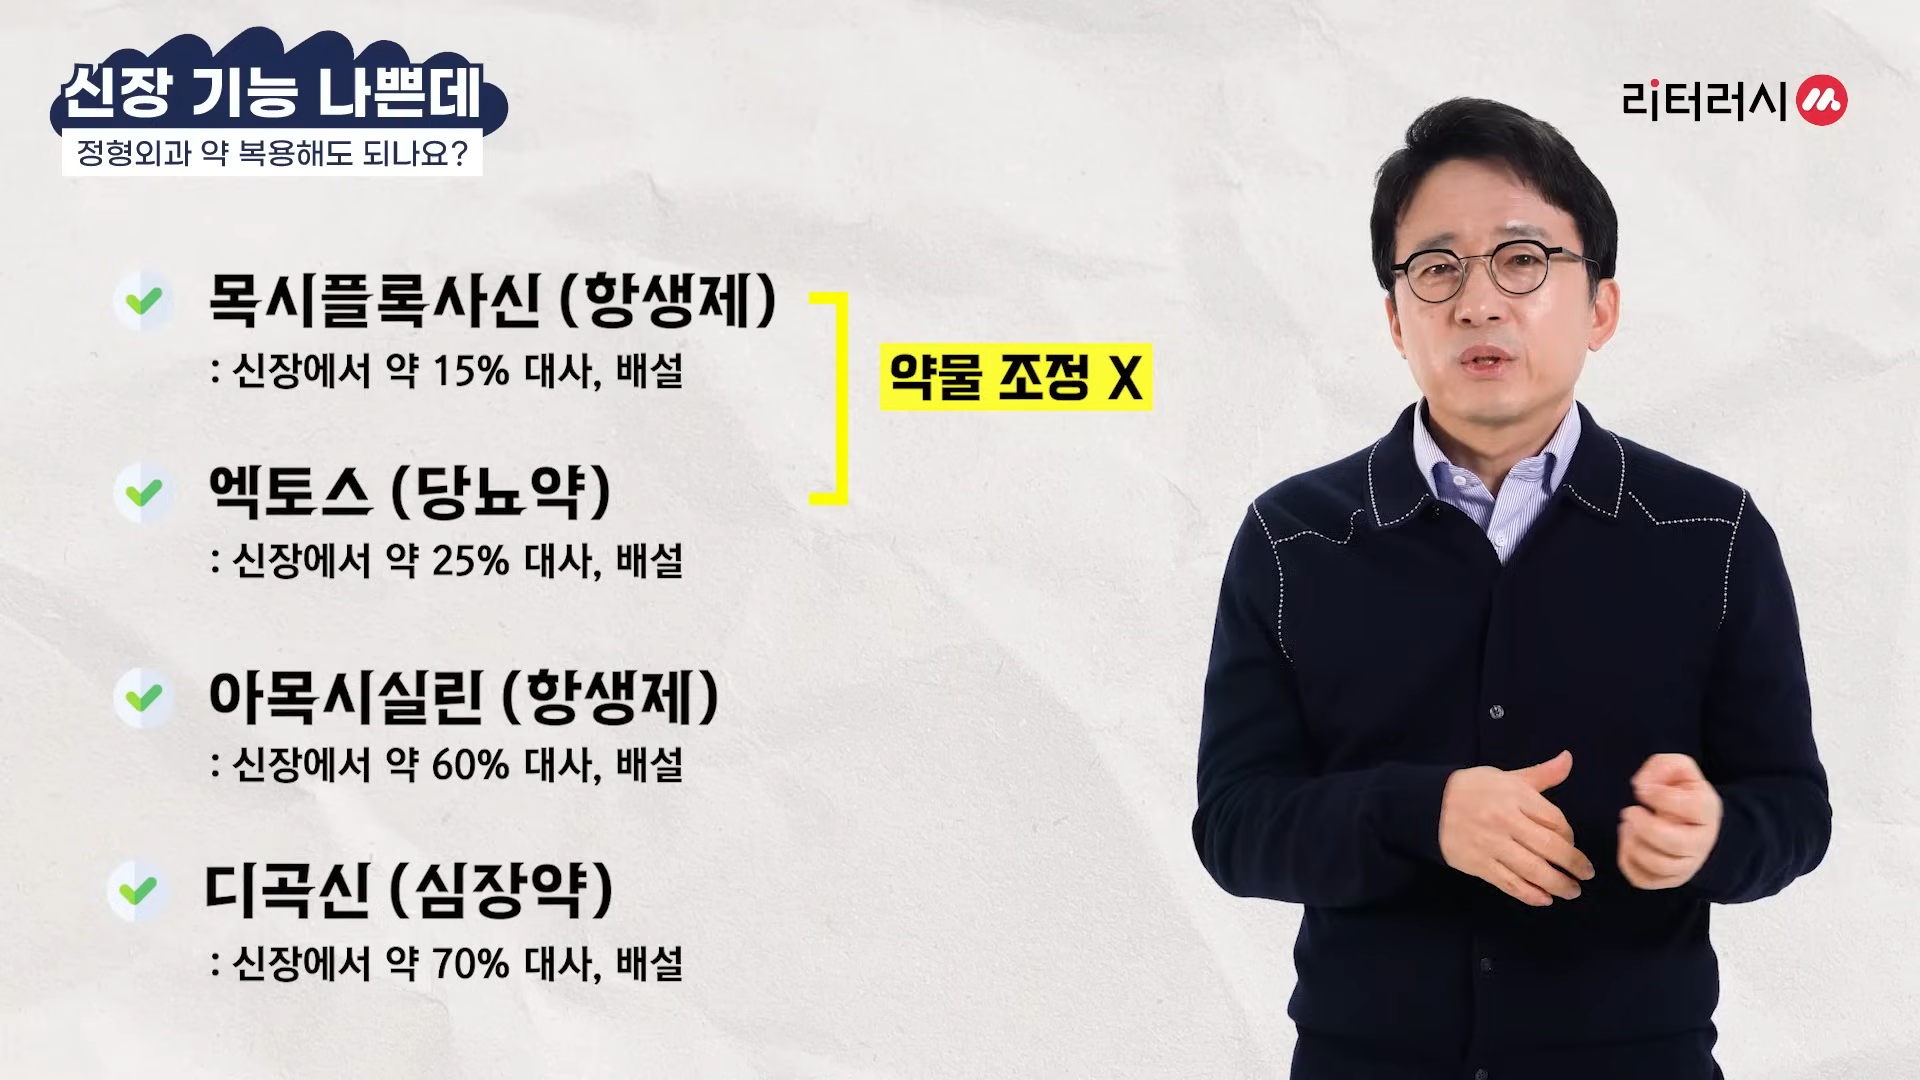 신장 기능 나쁜데
정형외과 약 복용해도 되나요?
리터러시
목시플록사신 (항생제)
: 신장에서 약 15% 대사, 배설
약물 조정 X
엑토스 (당뇨약)
: 신장에서 약 25% 대사, 배설
아목시실린 (항생제)
: 신장에서 약 60% 대사, 배설
디곡신 (심장약)
: 신장에서 약 70% 대사, 배설